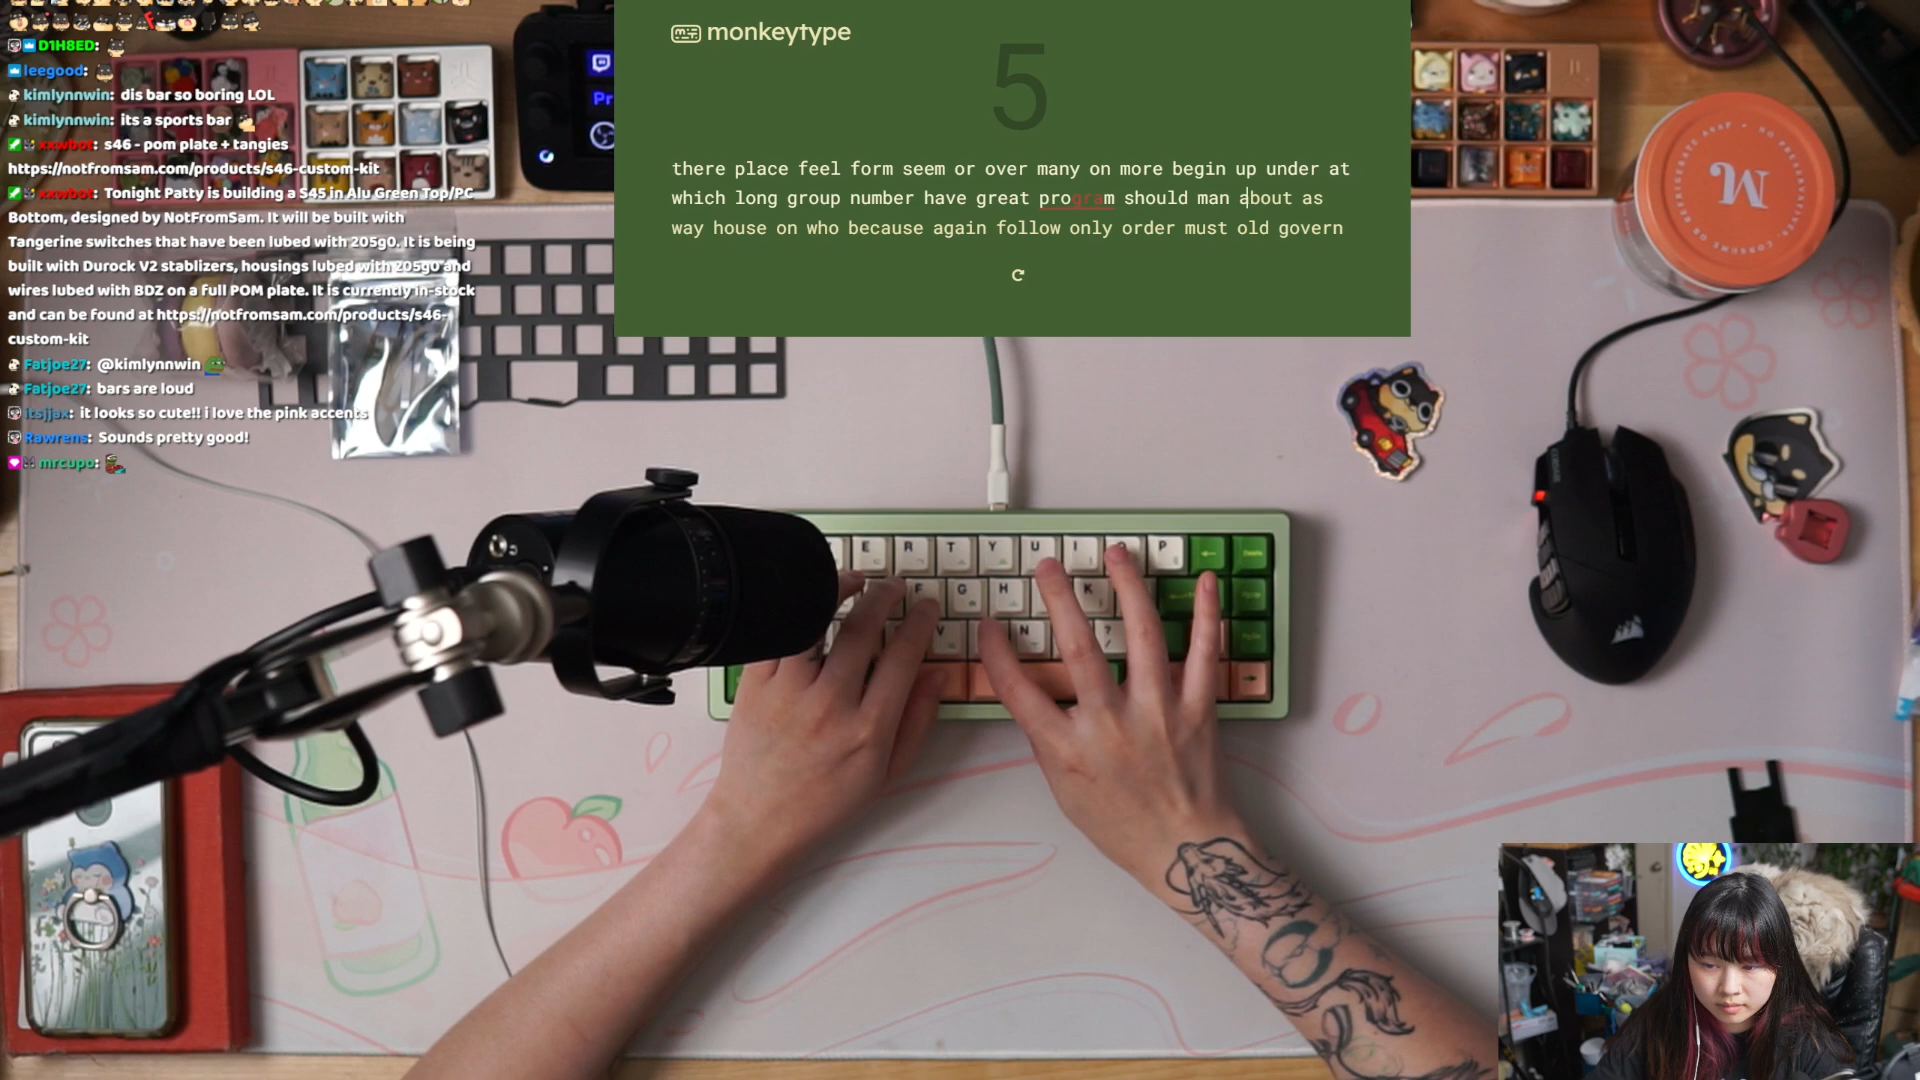 D1H8ED:
leegood:
kimlynnwin: dis bar so boring LOL
kimlynnwin: its a sports bar
xxwbot: s46 - pom plate + tangies
https://notfromsam.com/products/s46-custom-kit
xxwbot: Tonight Patty is building a S45 in Alu Green Top/PC
Bottom, designed by NotFromSam. It will be built with
Tangerine switches that have been lubed with 205g0. It is being
built with Durock V2 stablizers, housings lubed with 205g0 and
wires lubed with BDZ on a full POM plate. It is currently in-stock
and can be found at https://notfromsam.com/products/s46-
custom-kit
Fatjoe27: @kimlynnwin
Fatjoe27: bars are loud
itsjjax: it looks so cute!! i love the pink accents
Rawrens: Sounds pretty good!
mrcupo:
Pr
monkeytype
5
there place feel form seem or over many on more begin up under at
which long group number have great program should man about as
way house on who because again follow only order must old govern
M
E R T Y U I O P
Delete
F G H K
V N ?